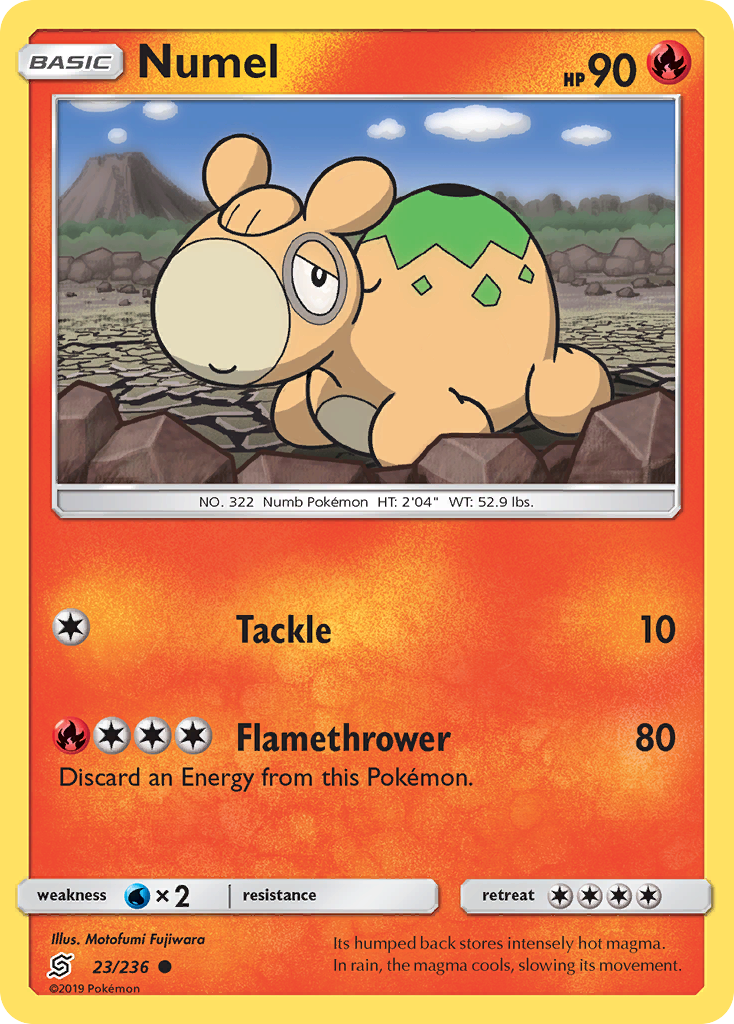 BASIC Numel HP 90
NO. 322 Numb Pokémon HT: 2'04" WT: 52.9 lbs.
Tackle 10
Flamethrower 80
Discard an Energy from this Pokémon.
weakness × 2 resistance retreat
Illus. Motofumi Fujiwara
23/236
©2019 Pokémon
Its humped back stores intensely hot magma.
In rain, the magma cools, slowing its movement.